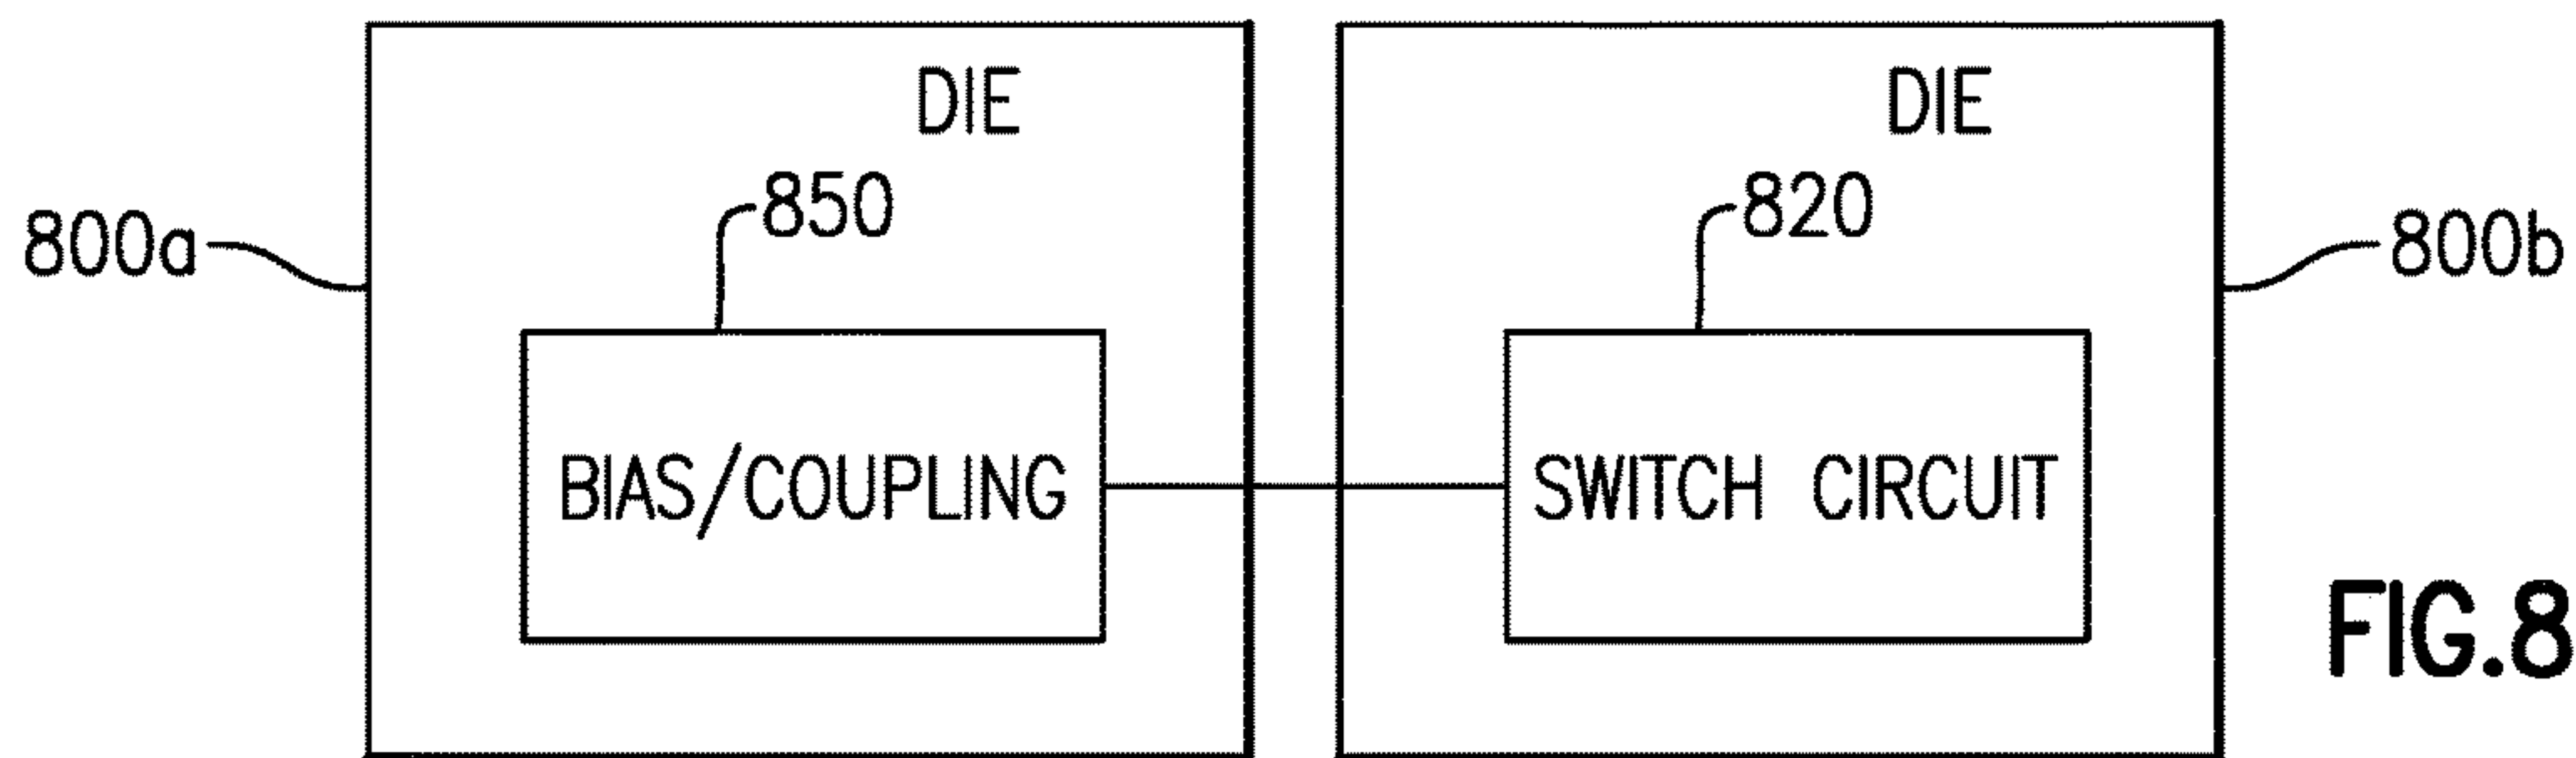 DIE
DIE
850
820
800a
800b
BIAS/COUPLING
SWITCH CIRCUIT
FIG.8